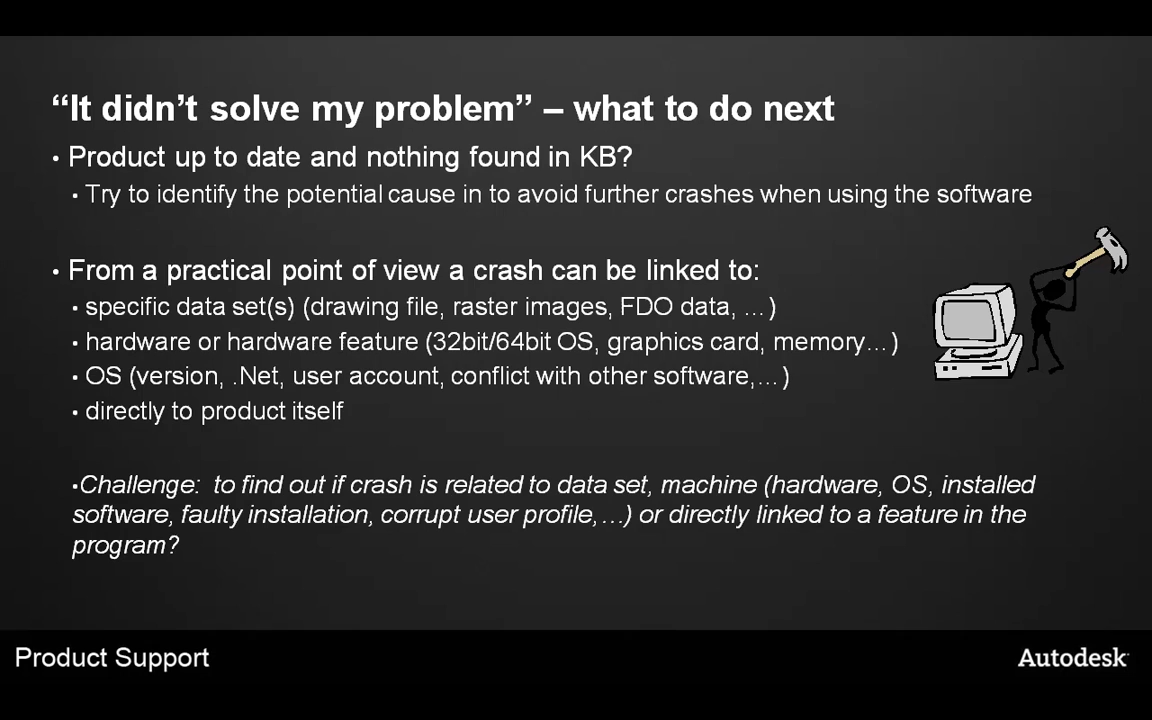 “It didn’t solve my problem” – what to do next
• Product up to date and nothing found in KB?
• Try to identify the potential cause in to avoid further crashes when using the software
• From a practical point of view a crash can be linked to:
• specific data set(s) (drawing file, raster images, FDO data, …)
• hardware or hardware feature (32bit/64bit OS, graphics card, memory…)
• OS (version, .Net, user account, conflict with other software,…)
• directly to product itself
•Challenge:  to find out if crash is related to data set, machine (hardware, OS, installed
software, faulty installation, corrupt user profile,…) or directly linked to a feature in the
program?
Product Support
Autodesk